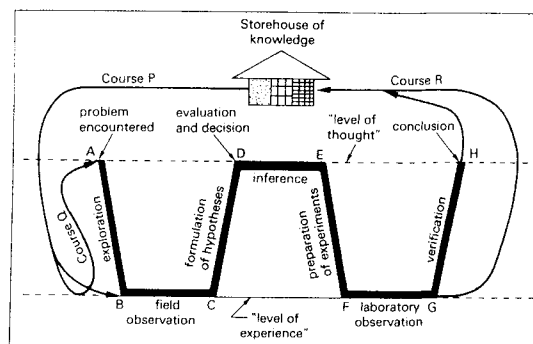 Storehouse of
knowledge
Course P
Course R
problem
encountered
evaluation
and decision
"level of
thought"
conclusion
A
D
E
H
inference
Course Q
exploration
formulation
of hypotheses
preparation
of experiments
verification
B
field
observation
C
"level of
experience"
F
laboratory
observation
G